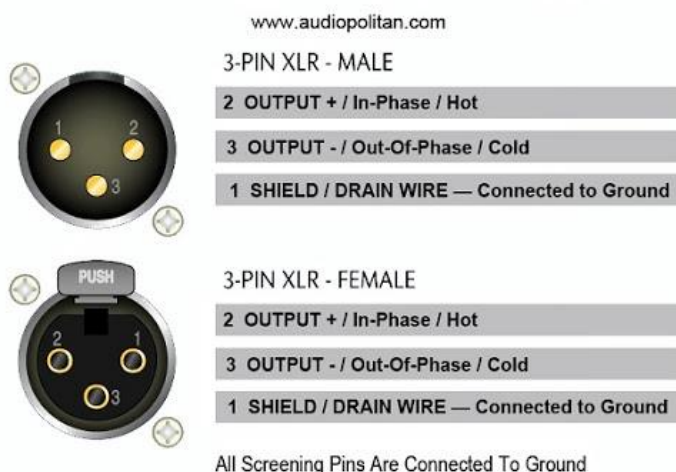 www.audiopolitan.com
3-PIN XLR - MALE
1 2
3
2 OUTPUT + / In-Phase / Hot
3 OUTPUT - / Out-Of-Phase / Cold
1 SHIELD / DRAIN WIRE — Connected to Ground
PUSH
2 1
3
3-PIN XLR - FEMALE
2 OUTPUT + / In-Phase / Hot
3 OUTPUT - / Out-Of-Phase / Cold
1 SHIELD / DRAIN WIRE — Connected to Ground
All Screening Pins Are Connected To Ground